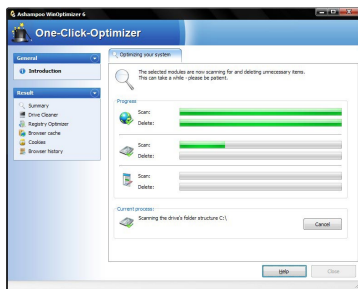 Ashampoo WinOptimizer 6
One-Click-Optimizer
General
Introduction
Result
Summary
Drive Cleaner
Registry Optimizer
Browser cache
Cookies
Browser history
Optimizing your system
The selected modules are now scanning for and deleting unnecessary items.
This can take a while - please be patient.
Progress
Scan:
Delete:
Scan:
Delete:
Scan:
Delete:
Current process:
Scanning the drive's folder structure C:\
Cancel
Help
Close